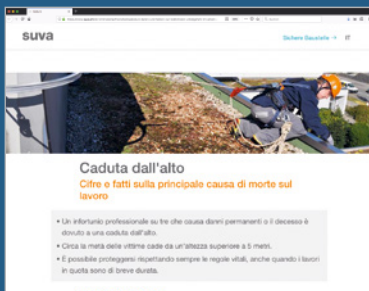 suva
Sichere Baustelle → IT
Caduta dall'alto
Cifre e fatti sulla principale causa di morte sul
lavoro
• Un infortunio professionale su tre che causa danni permanenti o il decesso è
dovuto a una caduta dall'alto.
• Circa la metà delle vittime cade da un'altezza superiore a 5 metri.
• È possibile proteggersi rispettando sempre le regole vitali, anche quando i lavori
in quota sono di breve durata.